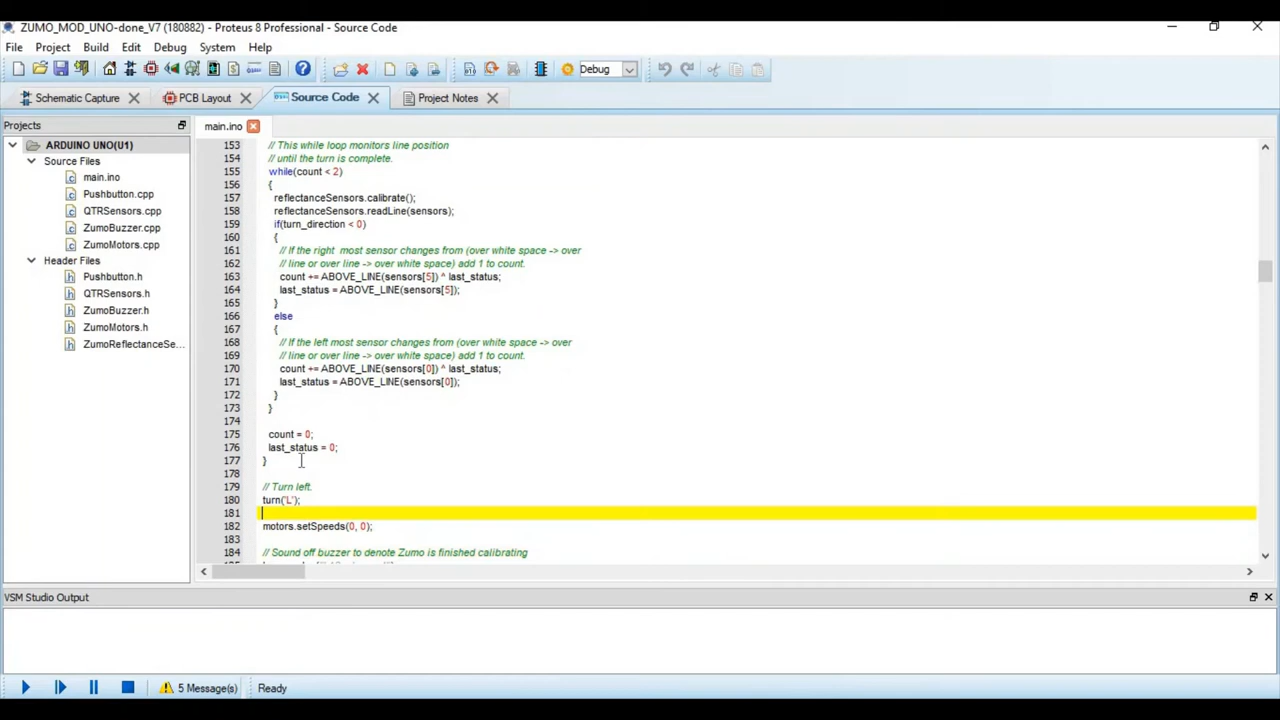 ZUMO_MOD_UNO-done_V7 (180882) - Proteus 8 Professional - Source Code
File Project Build Edit Debug System Help
Debug
Schematic Capture PCB Layout Source Code Project Notes
Projects
main.ino
ARDUINO UNO(U1)
Source Files
main.ino
Pushbutton.cpp
QTRSensors.cpp
ZumoBuzzer.cpp
ZumoMotors.cpp
Header Files
Pushbutton.h
QTRSensors.h
ZumoBuzzer.h
ZumoMotors.h
ZumoReflectanceSe...
153 // This while loop monitors line position
154 // until the turn is complete.
155 while(count < 2)
156 {
157 reflectanceSensors.calibrate();
158 reflectanceSensors.readLine(sensors);
159 if(turn_direction < 0)
160 {
161 // If the right most sensor changes from (over white space -> over
162 // line or over line -> over white space) add 1 to count.
163 count += ABOVE_LINE(sensors[5]) ^ last_status;
164 last_status = ABOVE_LINE(sensors[5]);
165 }
166 else
167 {
168 // If the left most sensor changes from (over white space -> over
169 // line or over line -> over white space) add 1 to count.
170 count += ABOVE_LINE(sensors[0]) ^ last_status;
171 last_status = ABOVE_LINE(sensors[0]);
172 }
173 }
174
175 count = 0;
176 last_status = 0;
177 }
178
179 // Turn left.
180 turn('L');
181
182 motors.setSpeeds(0, 0);
183
184 // Sound off buzzer to denote Zumo is finished calibrating
VSM Studio Output
5 Message(s) Ready